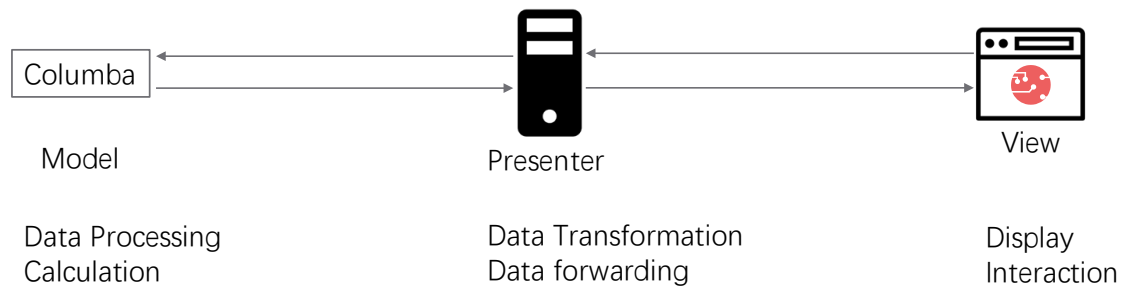 Columba
Model
Presenter
View
Data Processing
Calculation
Data Transformation
Data forwarding
Display
Interaction